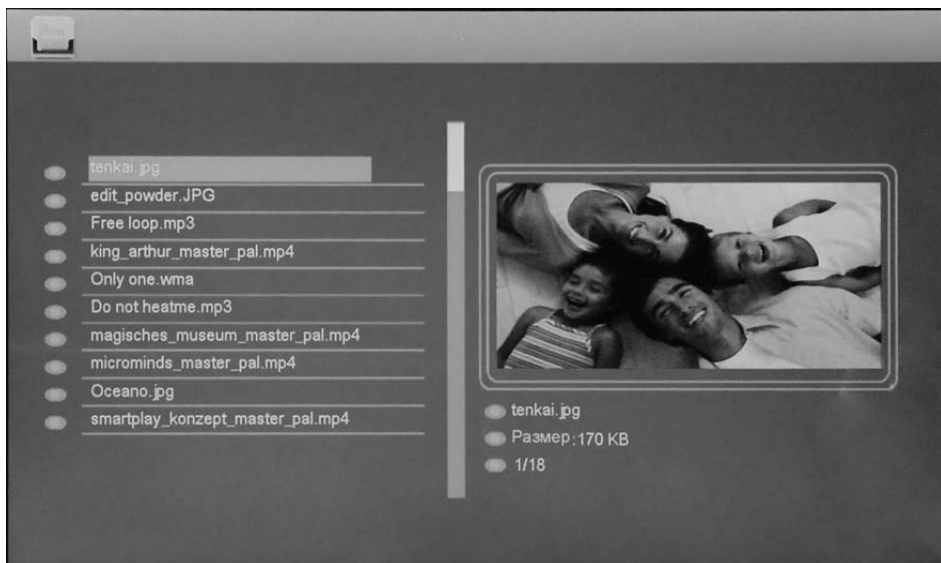 tenkai.jpg
edit_powder.JPG
Free loop.mp3
king_arthur_master_pal.mp4
Only one.wma
Do not heatme.mp3
magisches_museum_master_pal.mp4
microminds_master_pal.mp4
Oceano.jpg
smartplay_konzept_master_pal.mp4
tenkai.jpg
Размер:170 KB
1/18